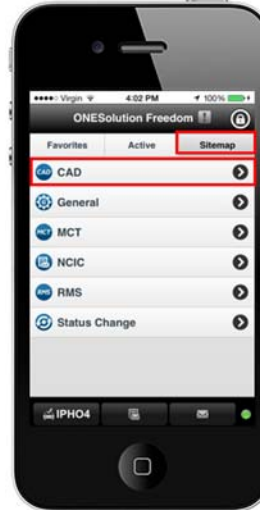 Virgin 4:02 PM 100%
ONESolution Freedom !
Favorites Active Sitemap
CAD CAD
General
MCT MCT
NCIC
RMS RMS
Status Change
IPHO4